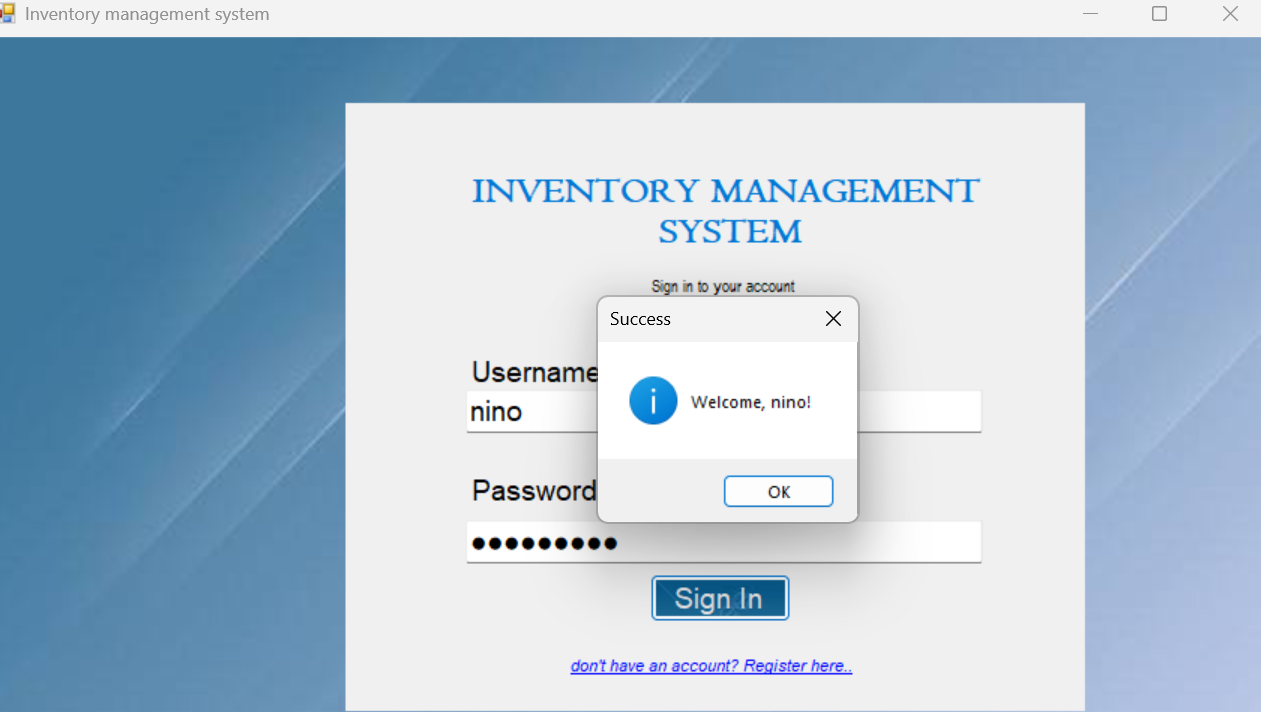 Inventory management system
INVENTORY MANAGEMENT
SYSTEM
Sign in to your account
Success
Welcome, nino!
OK
Username
nino
Password
●●●●●●●●●
Sign In
don't have an account? Register here..